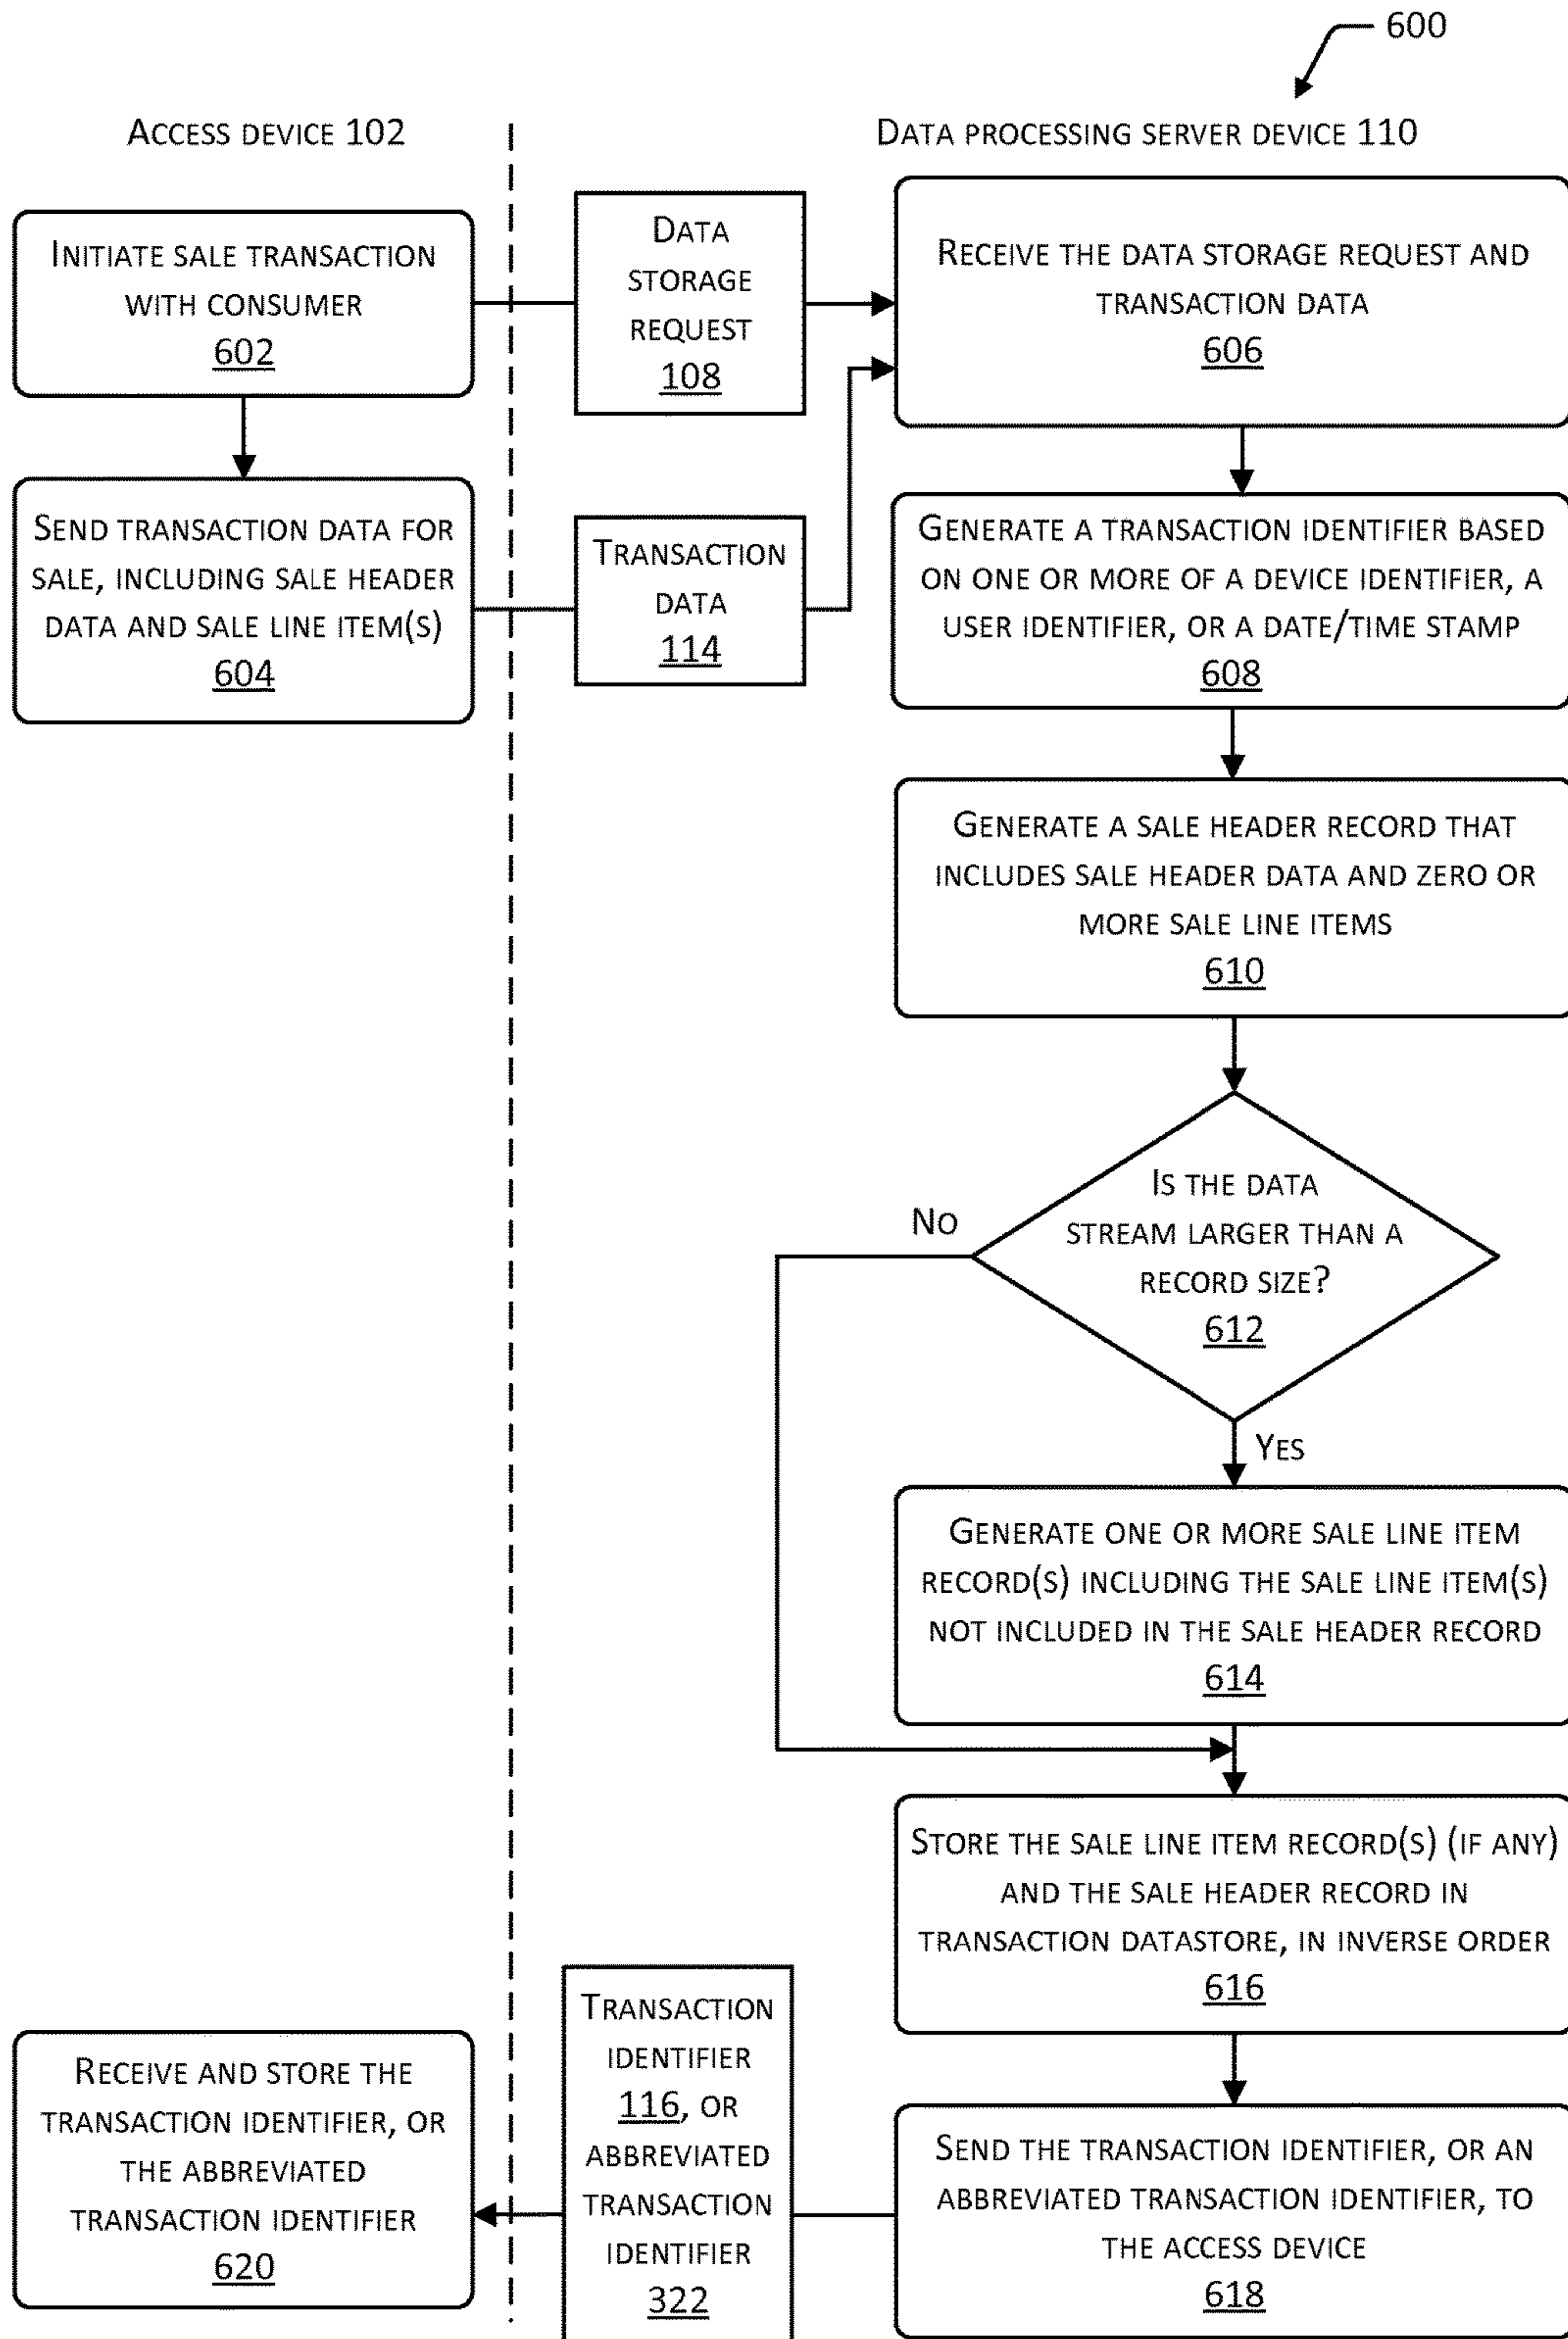 600
Access device 102
Data processing server device 110
Initiate sale transaction
with consumer
602
Data
storage
request
108
Receive the data storage request and
transaction data
606
Send transaction data for
sale, including sale header
data and sale line item(s)
604
Transaction
data
114
Generate a transaction identifier based
on one or more of a device identifier, a
user identifier, or a date/time stamp
608
Generate a sale header record that
includes sale header data and zero or
more sale line items
610
Is the data
stream larger than a
record size?
612
No
Yes
Generate one or more sale line item
record(s) including the sale line item(s)
not included in the sale header record
614
Store the sale line item record(s) (if any)
and the sale header record in
transaction datastore, in inverse order
616
Send the transaction identifier, or an
abbreviated transaction identifier, to
the access device
618
Transaction
identifier
116, or
abbreviated
transaction
identifier
322
Receive and store the
transaction identifier, or
the abbreviated
transaction identifier
620